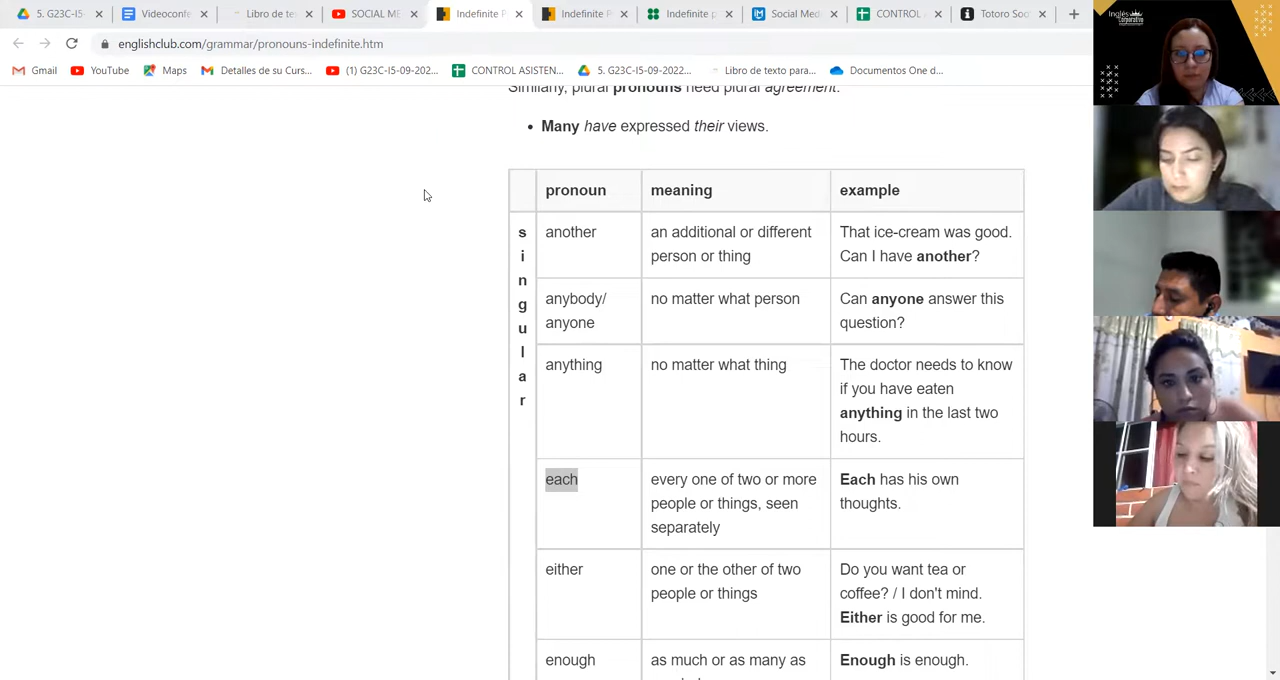 5. G23C-I5-
Videoconfe
Libro de te
SOCIAL ME
Indefinite P
Indefinite P
Indefinite p
Social Med
CONTROL A
Totoro Soo
englishclub.com/grammar/pronouns-indefinite.htm
Gmail
YouTube
Maps
Detalles de su Curs...
(1) G23C-I5-09-202...
CONTROL ASISTEN...
5. G23C-I5-09-2022...
Libro de texto para...
Documentos One d...
Inglés
Corporativo
Similarly, plural pronouns need plural agreement.
• Many have expressed their views.
pronoun meaning example
singular
another an additional or different That ice-cream was good.
person or thing Can I have another?
anybody/ no matter what person Can anyone answer this
anyone question?
anything no matter what thing The doctor needs to know
if you have eaten
anything in the last two
hours.
each every one of two or more Each has his own
people or things, seen thoughts.
separately
either one or the other of two Do you want tea or
people or things coffee? / I don't mind.
Either is good for me.
enough as much or as many as Enough is enough.